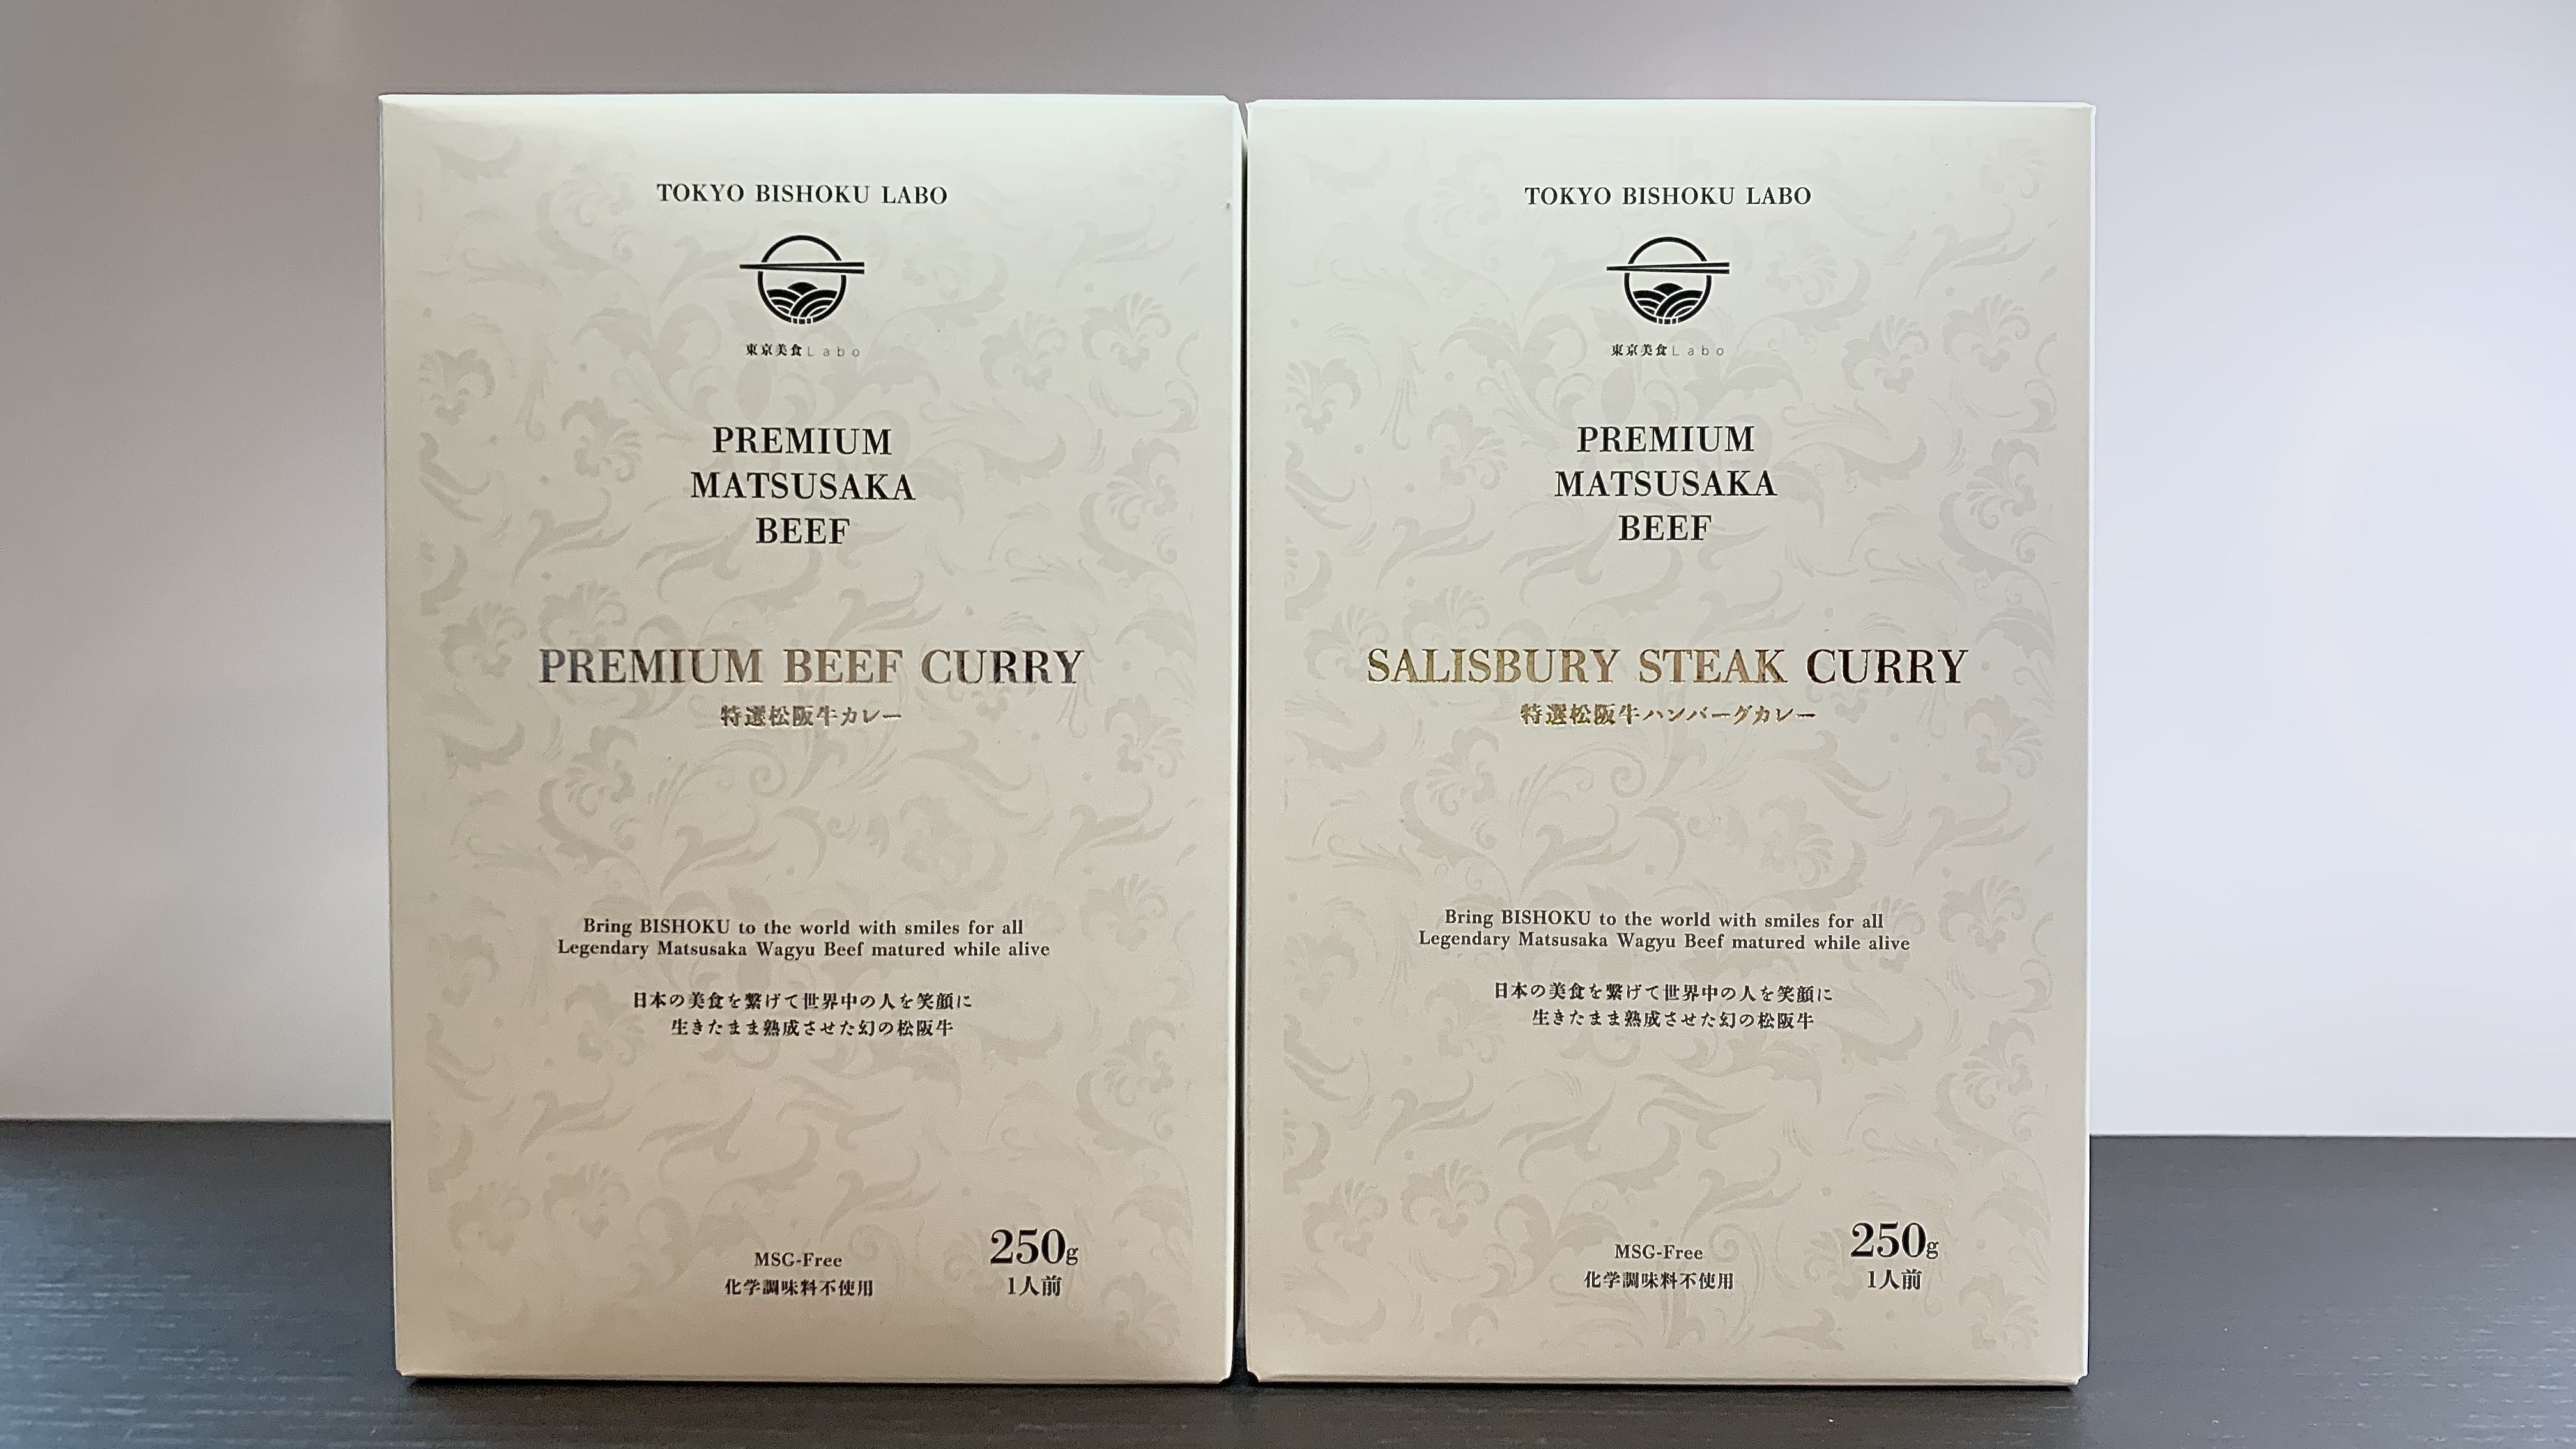 TOKYO BISHOKU LABO
東京美食Labo
PREMIUM
MATSUSAKA
BEEF
PREMIUM BEEF CURRY
特選松阪牛カレー
Bring BISHOKU to the world with smiles for all
Legendary Matsusaka Wagyu Beef matured while alive
日本の美食を繋げて世界中の人を笑顔に
生きたまま熟成させた幻の松阪牛
MSG-Free
化学調味料不使用
250g
1人前
TOKYO BISHOKU LABO
東京美食Labo
PREMIUM
MATSUSAKA
BEEF
SALISBURY STEAK CURRY
特選松阪牛ハンバーグカレー
Bring BISHOKU to the world with smiles for all
Legendary Matsusaka Wagyu Beef matured while alive
日本の美食を繋げて世界中の人を笑顔に
生きたまま熟成させた幻の松阪牛
MSG-Free
化学調味料不使用
250g
1人前